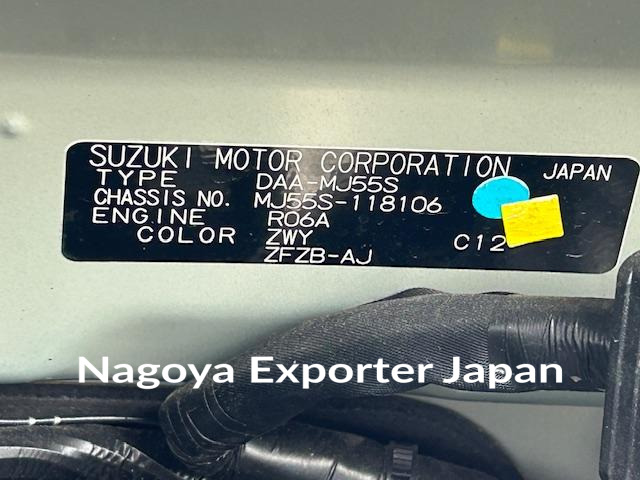 SUZUKI MOTOR CORPORATION JAPAN
TYPE DAA-MJ55S
CHASSIS NO. MJ55S-118106
ENGINE R06A
COLOR ZWY C12
ZFZB-AJ
Nagoya Exporter Japan